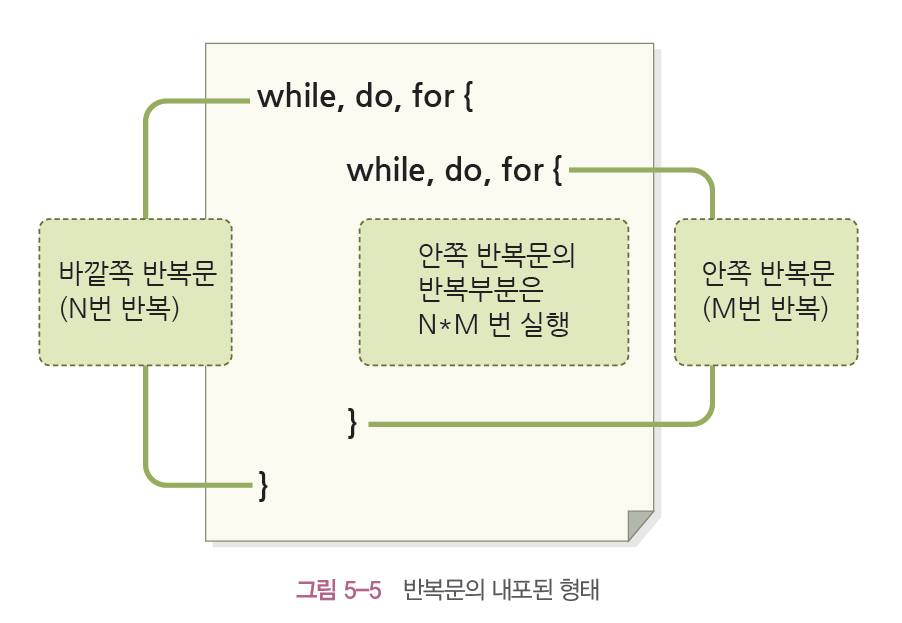 while, do, for {
while, do, for {
바깥쪽 반복문
(N번 반복)
안쪽 반복문의
반복부분은
N*M 번 실행
안쪽 반복문
(M번 반복)
}
}
그림 5-5 반복문의 내포된 형태